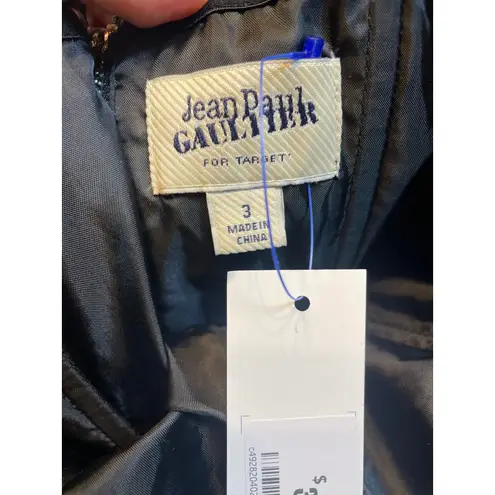 Jean Paul
GAULTIER
FOR TARGET
3
MADE IN
CHINA
$